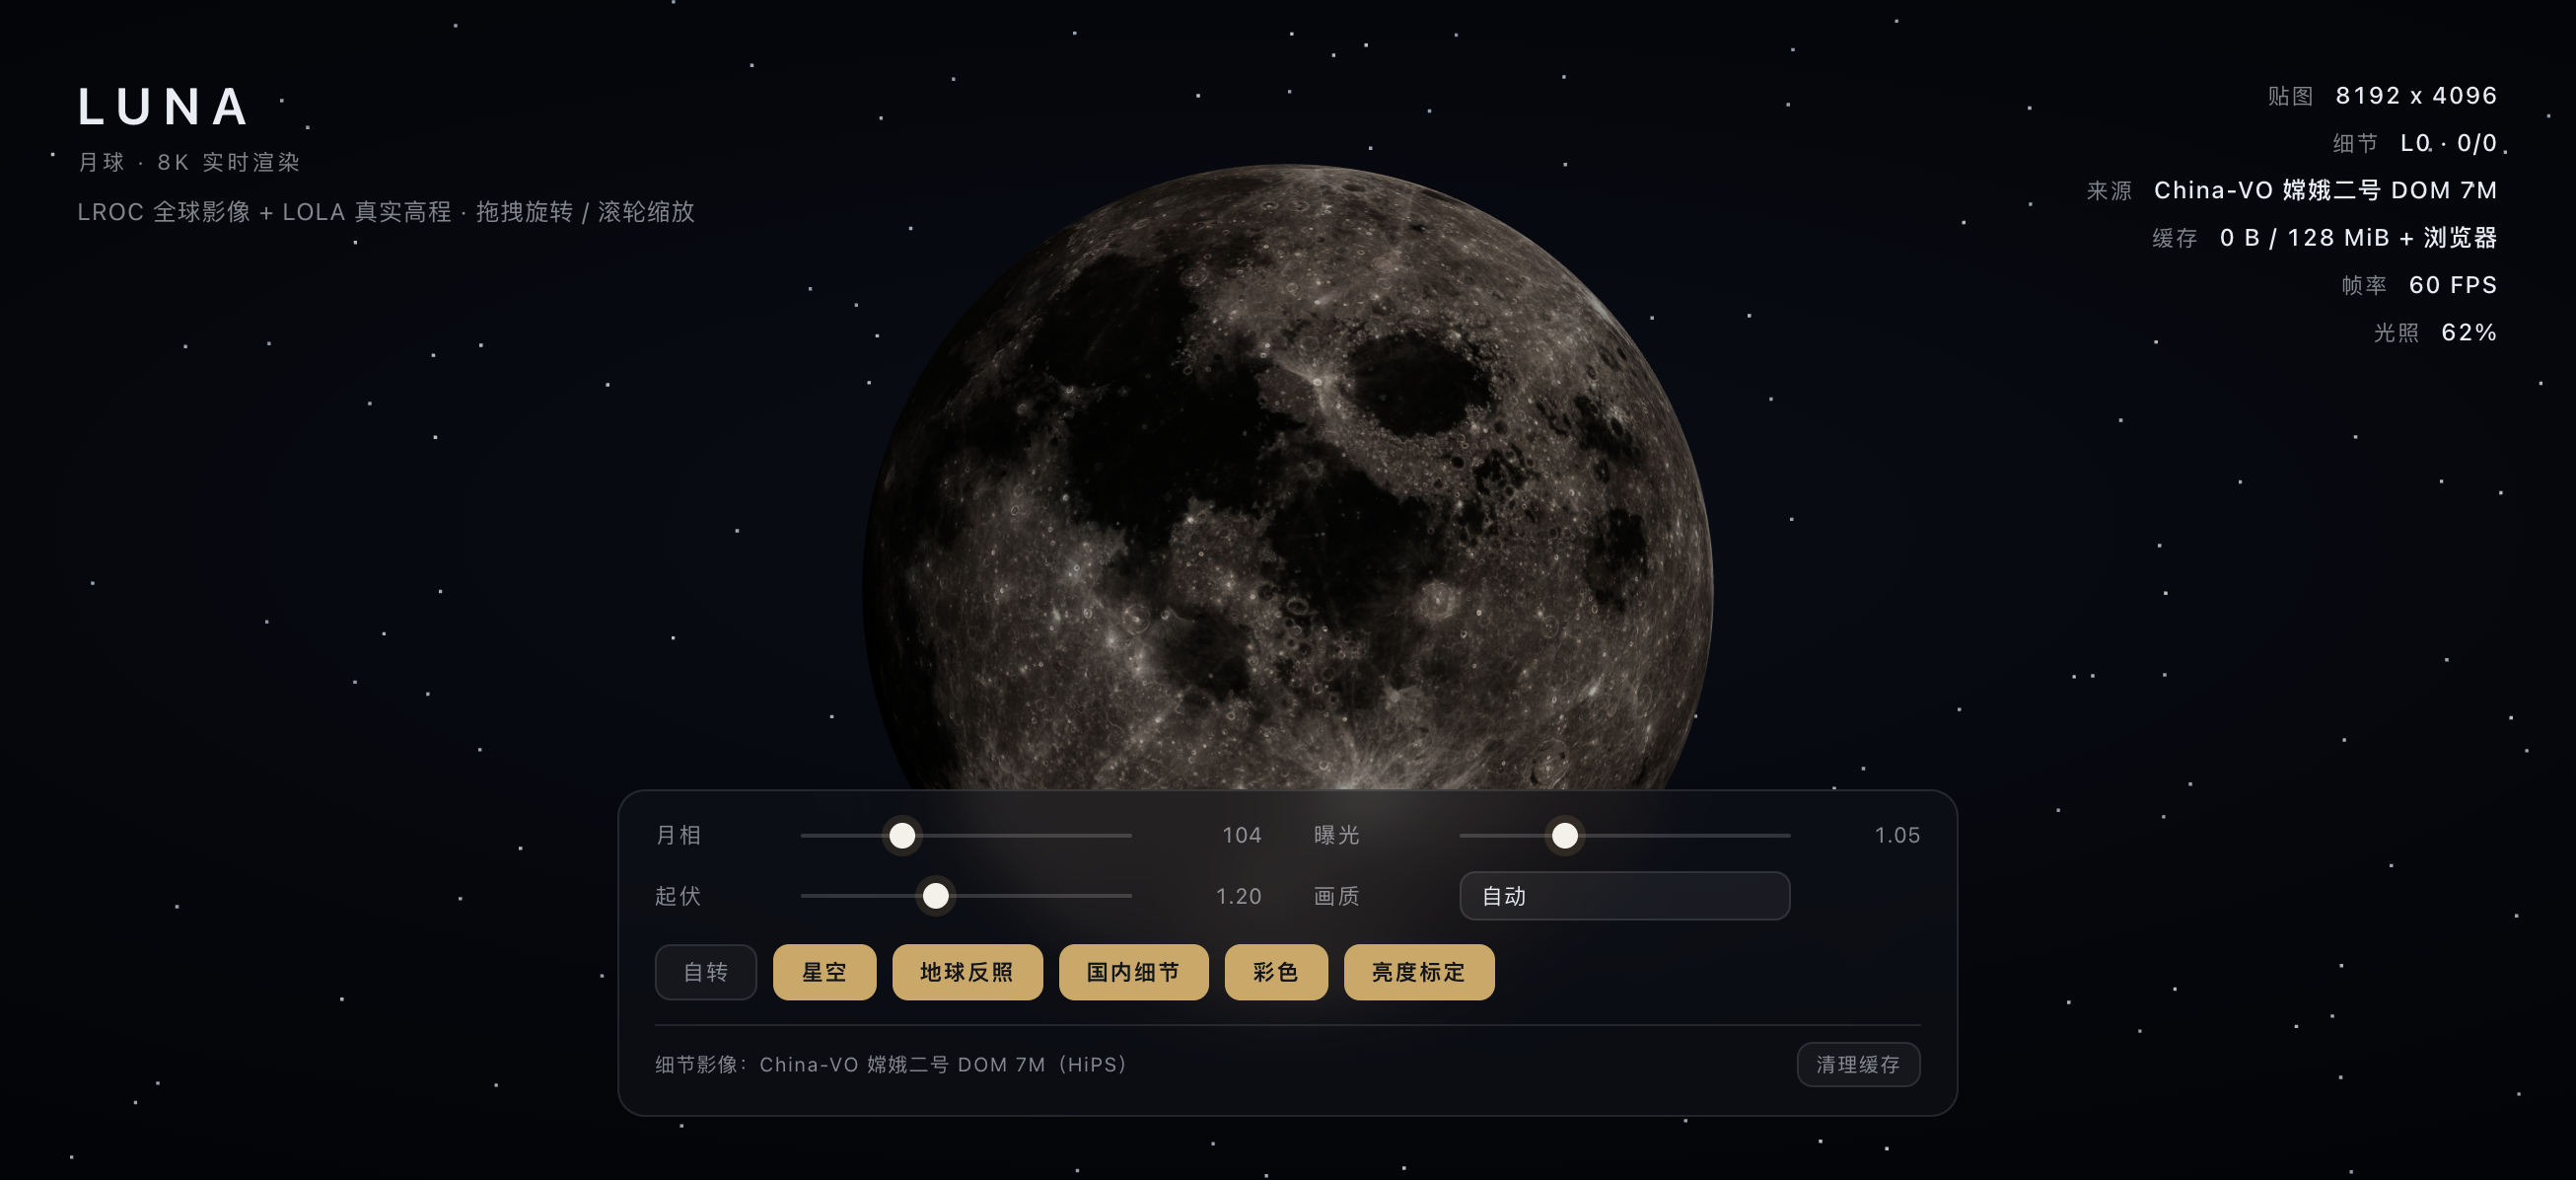 LUNA
月球 · 8K 实时渲染
LROC 全球影像 + LOLA 真实高程 · 拖拽旋转 / 滚轮缩放
贴图 8192 x 4096
细节 L0 · 0/0
来源 China-VO 嫦娥二号 DOM 7M
缓存 0 B / 128 MiB + 浏览器
帧率 60 FPS
光照 62%
月相 104 曝光 1.05
起伏 1.20 画质 自动
自转 星空 地球反照 国内细节 彩色 亮度标定
细节影像：China-VO 嫦娥二号 DOM 7M（HiPS） 清理缓存